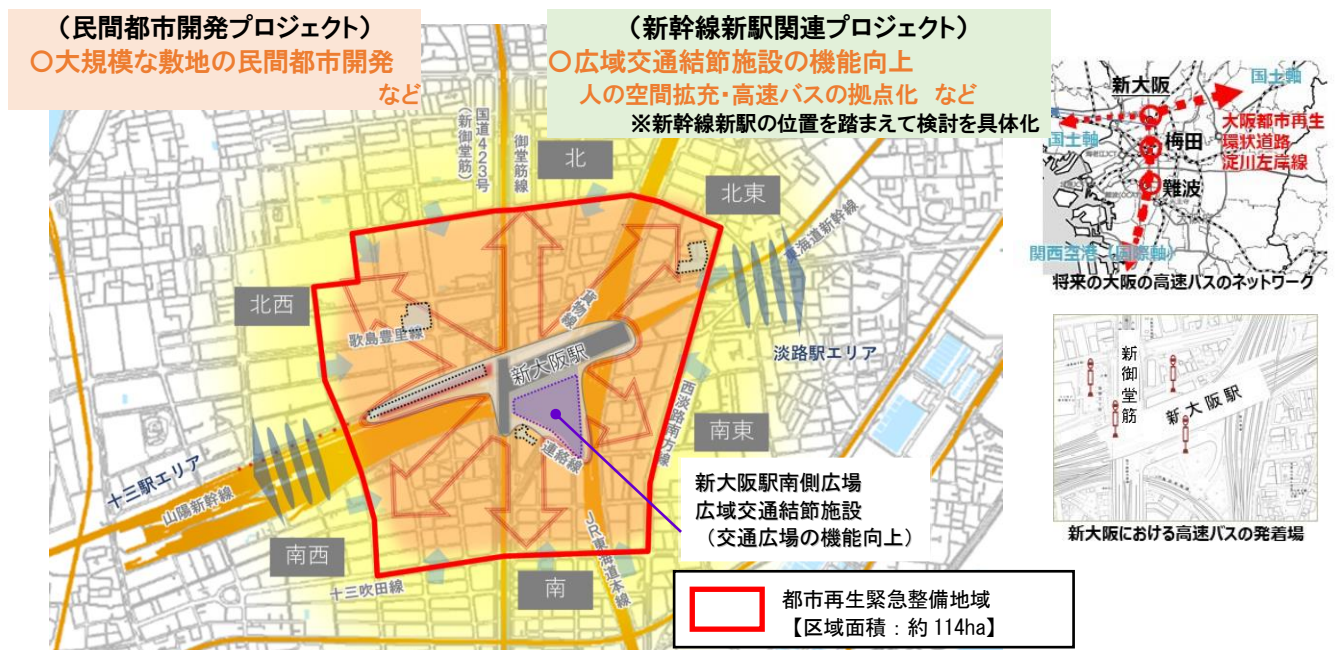 （民間都市開発プロジェクト）
〇大規模な敷地の民間都市開発
など
（新幹線新駅関連プロジェクト）
〇広域交通結節施設の機能向上
人の空間拡充・高速バスの拠点化 など
※新幹線新駅の位置を踏まえて検討を具体化
国道423号
（新御堂筋）
御堂筋線
北
北東
東海道新幹線
北西
歌島豊里線
貨物線
新大阪駅
淡路駅エリア
西淡路南方線
南東
連絡線
十三駅エリア
山陽新幹線
南西
十三吹田線
南
JR東海道本線
新大阪駅南側広場
広域交通結節施設
（交通広場の機能向上）
都市再生緊急整備地域
【区域面積：約114ha】
新大阪
国土軸
国土軸
大阪都市再生
環状道路
淀川左岸線
梅田
難波
関西空港（国際軸）
将来の大阪の高速バスのネットワーク
新御堂筋
新大阪駅
新大阪における高速バスの発着場